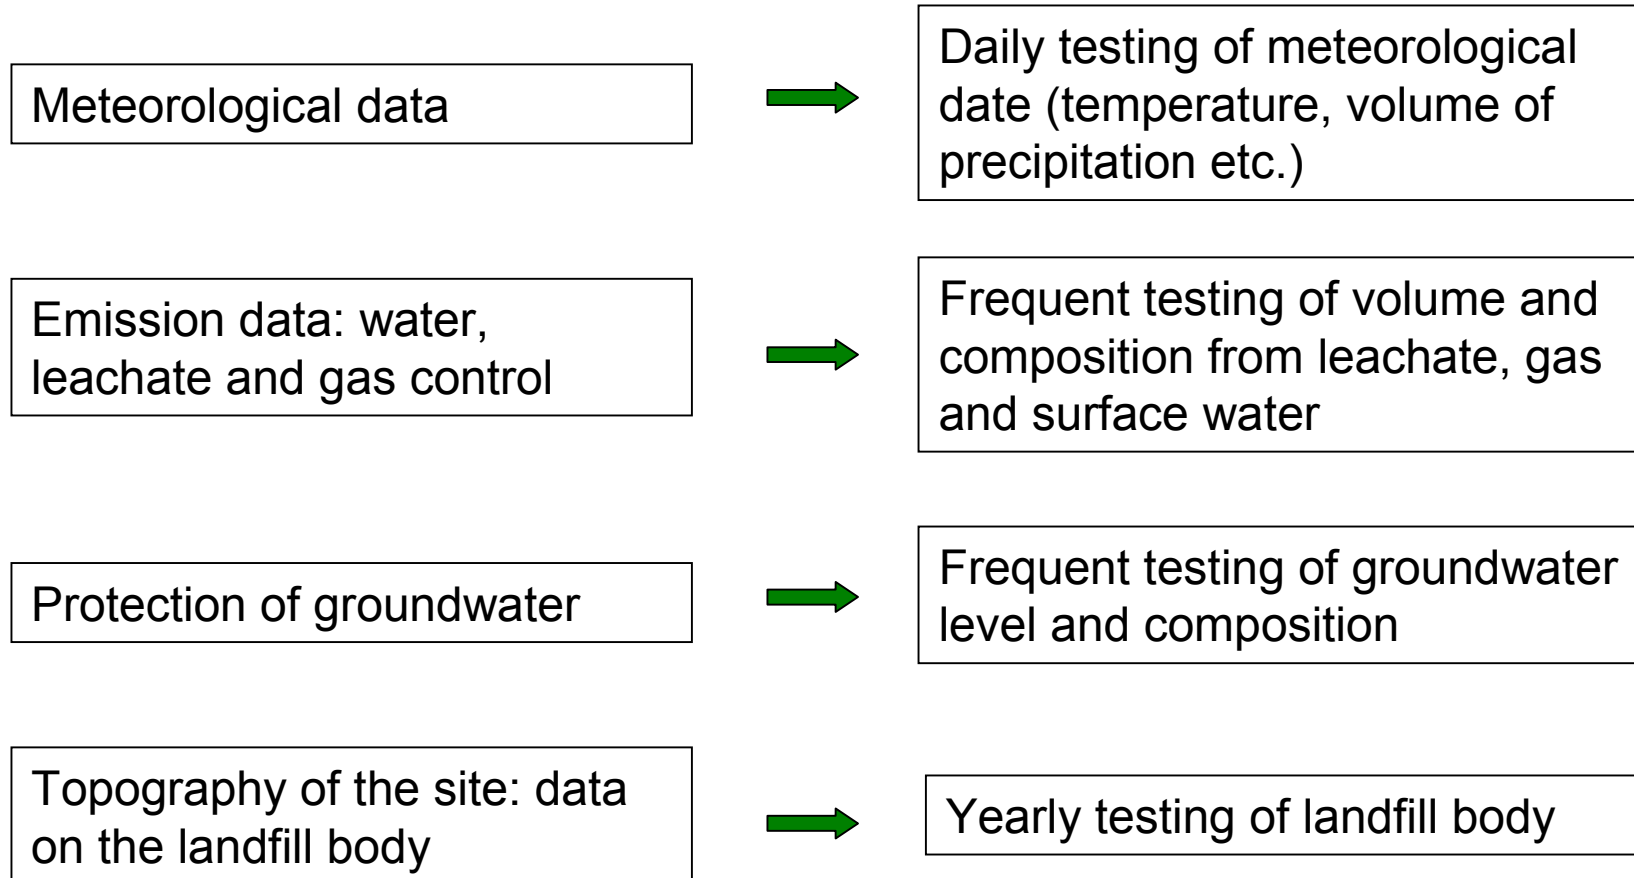 Meteorological data
Daily testing of meteorological
date (temperature, volume of
precipitation etc.)
Emission data: water,
leachate and gas control
Frequent testing of volume and
composition from leachate, gas
and surface water
Protection of groundwater
Frequent testing of groundwater
level and composition
Topography of the site: data
on the landfill body
Yearly testing of landfill body